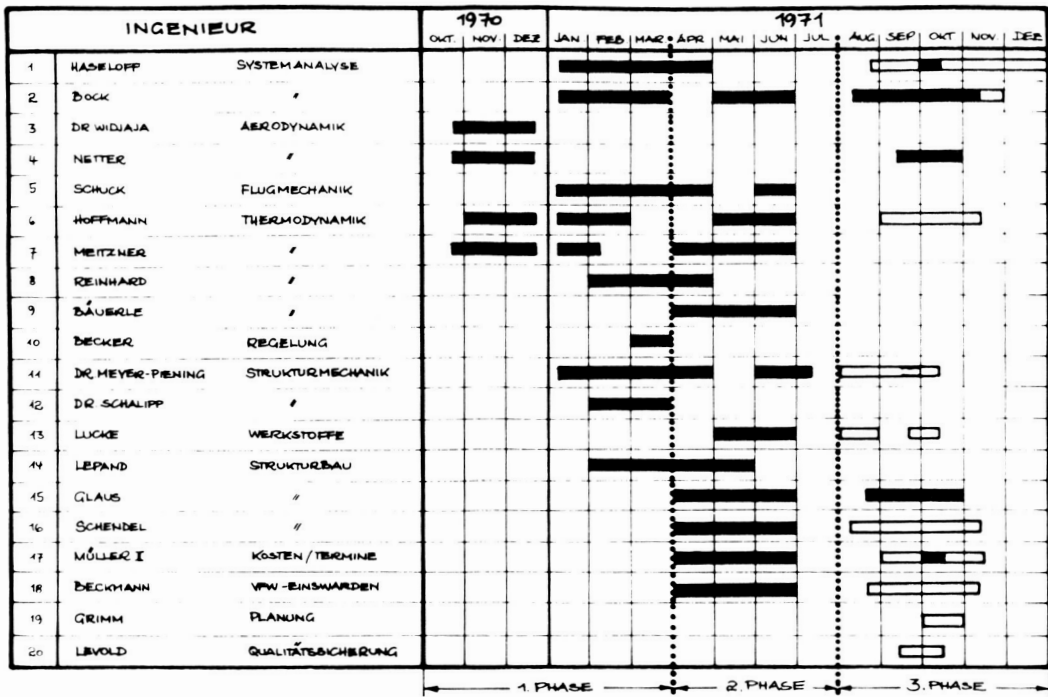 INGENIEUR 1970 1971
OKT. NOV. DEZ JAN FEB MAR APR MAI JUN JUL AUG SEP OKT NOV. DEZ
1 HASELOFF SYSTEMANALYSE
2 BOCK "
3 DR WIDJAJA AERODYNAMIK
4 NETTER "
5 SCHUCK FLUGMECHANIK
6 HOFFMANN THERMODYNAMIK
7 MEITZNER "
8 REINHARD "
9 BÄUERLE "
10 BECKER REGELUNG
11 DR. MEYER-PIENING STRUKTURMECHANIK
12 DR. SCHALIPP "
13 LUCKE WERKSTOFFE
14 LEPAND STRUKTURBAU
15 GLAUS "
16 SCHENDEL "
17 MÜLLER I KOSTEN/TERMINE
18 BECKMANN VFW-EINSWARDEN
19 GRIMM PLANUNG
20 LEVOLD QUALITÄTSSICHERUNG
1. PHASE 2. PHASE 3. PHASE